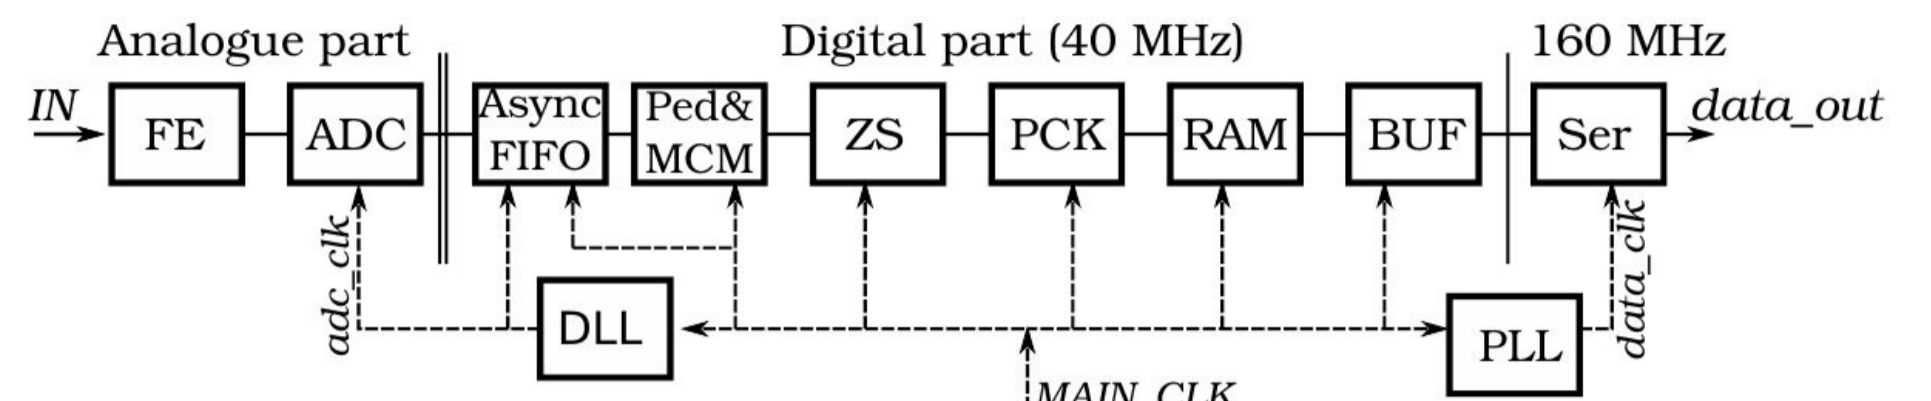 Analogue part
Digital part (40 MHz)
160 MHz
IN
FE
ADC
Async
FIFO
Ped&
MCM
ZS
PCK
RAM
BUF
Ser
data_out
adc_clk
DLL
PLL
data_clk
MAIN_CLK